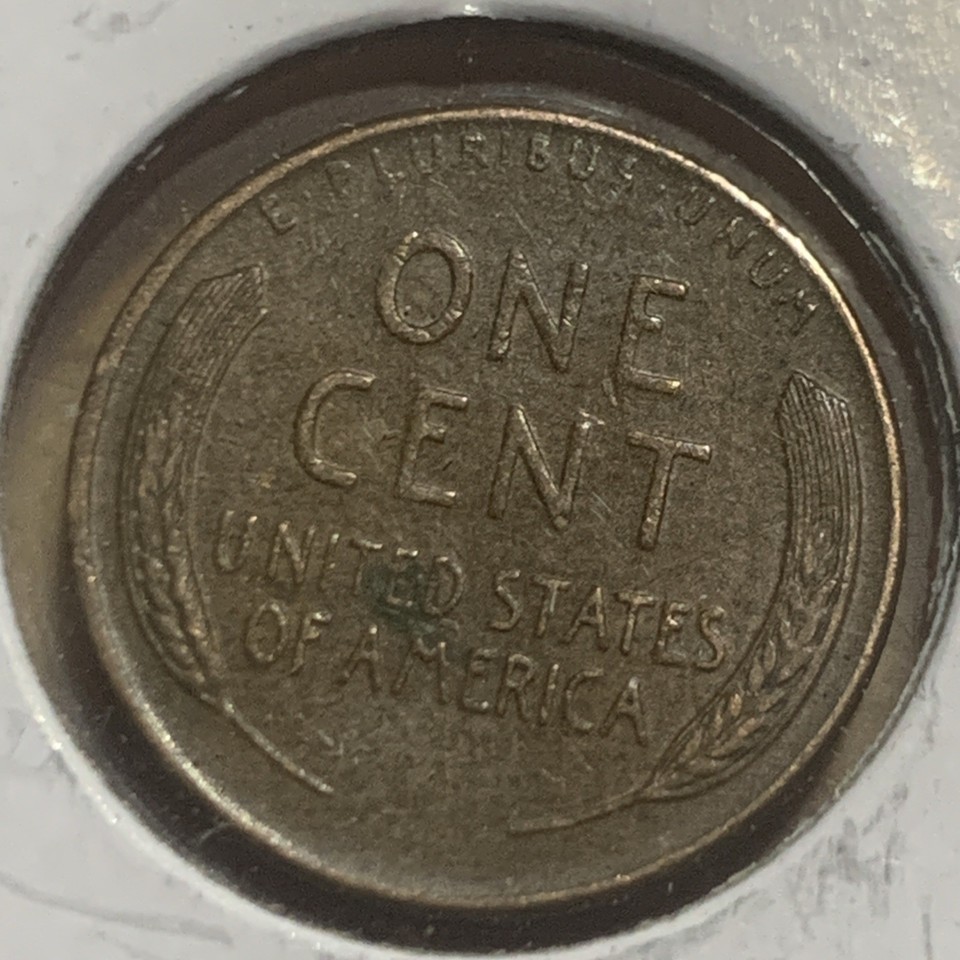 E·PLURIBUS·UNUM
ONE
CENT
UNITED STATES
OF AMERICA